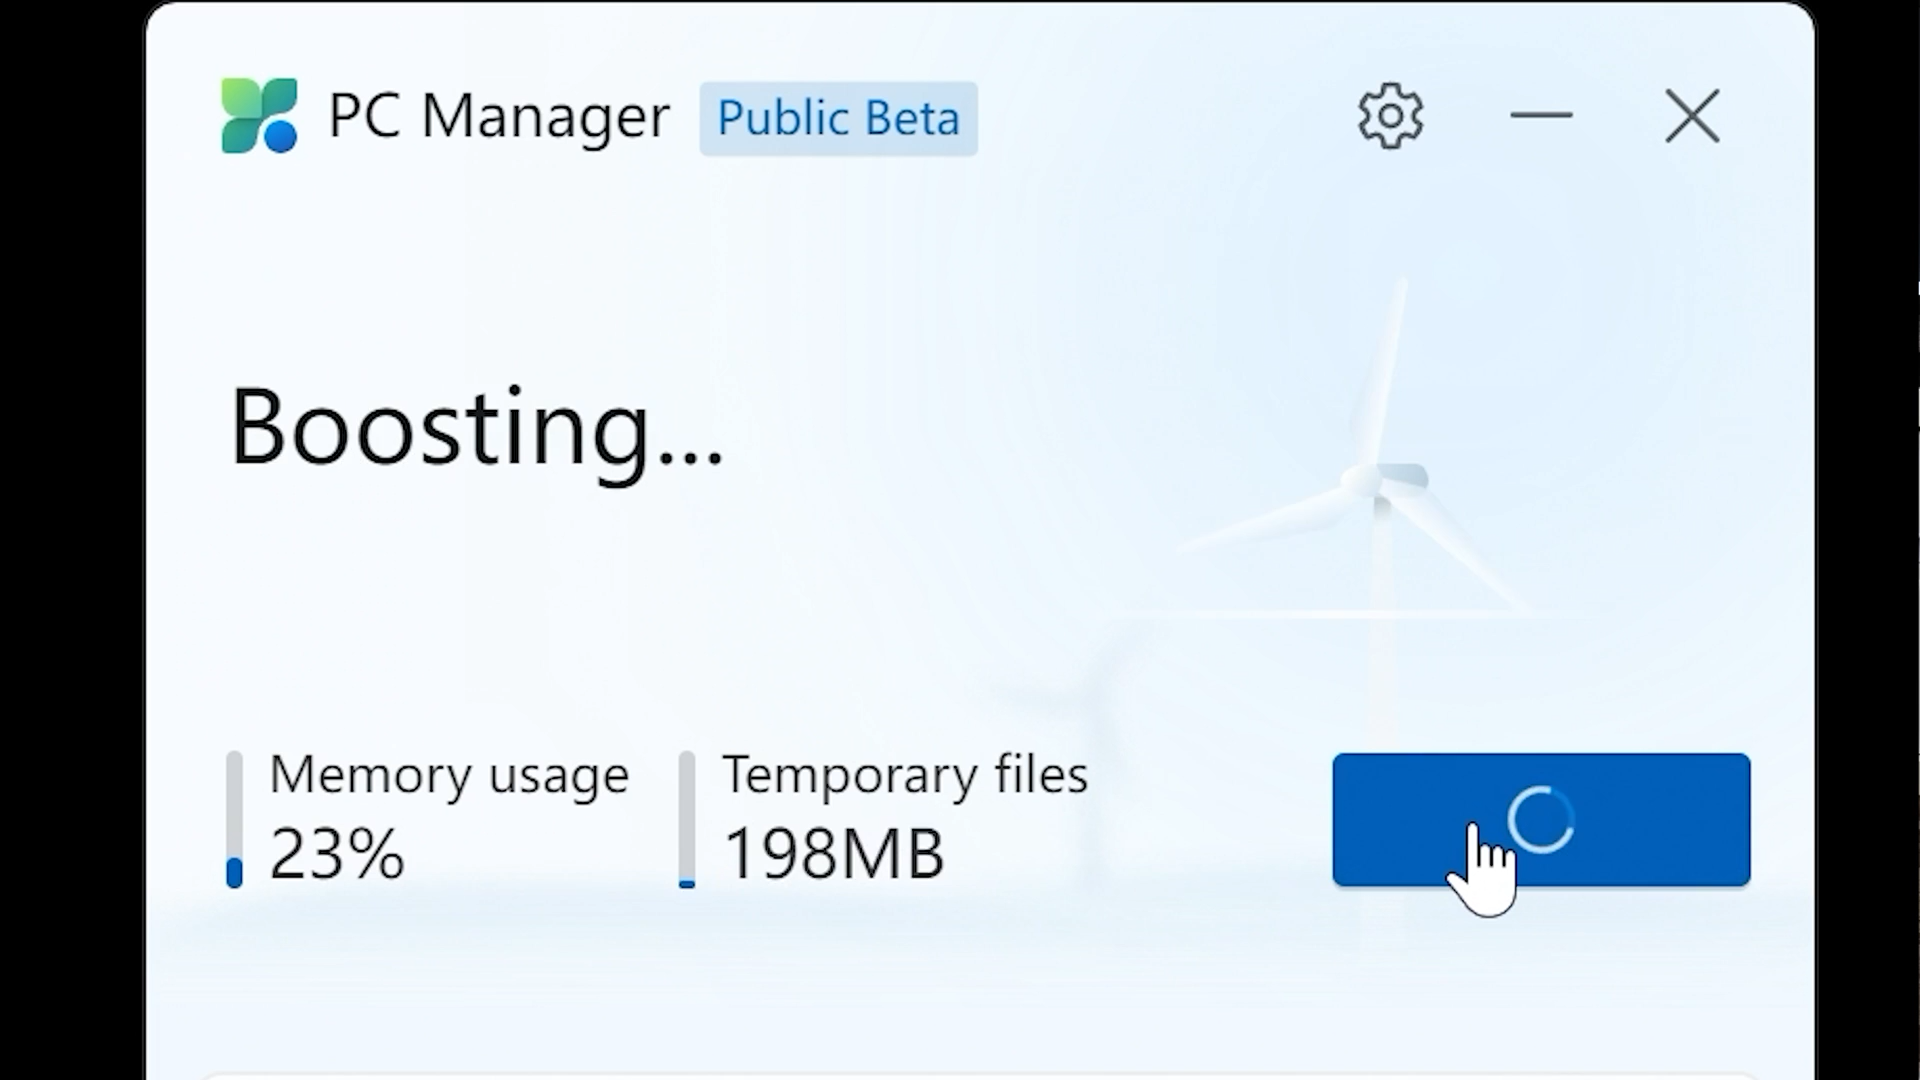 PC Manager Public Beta
Boosting...
Memory usage
23%
Temporary files
198MB